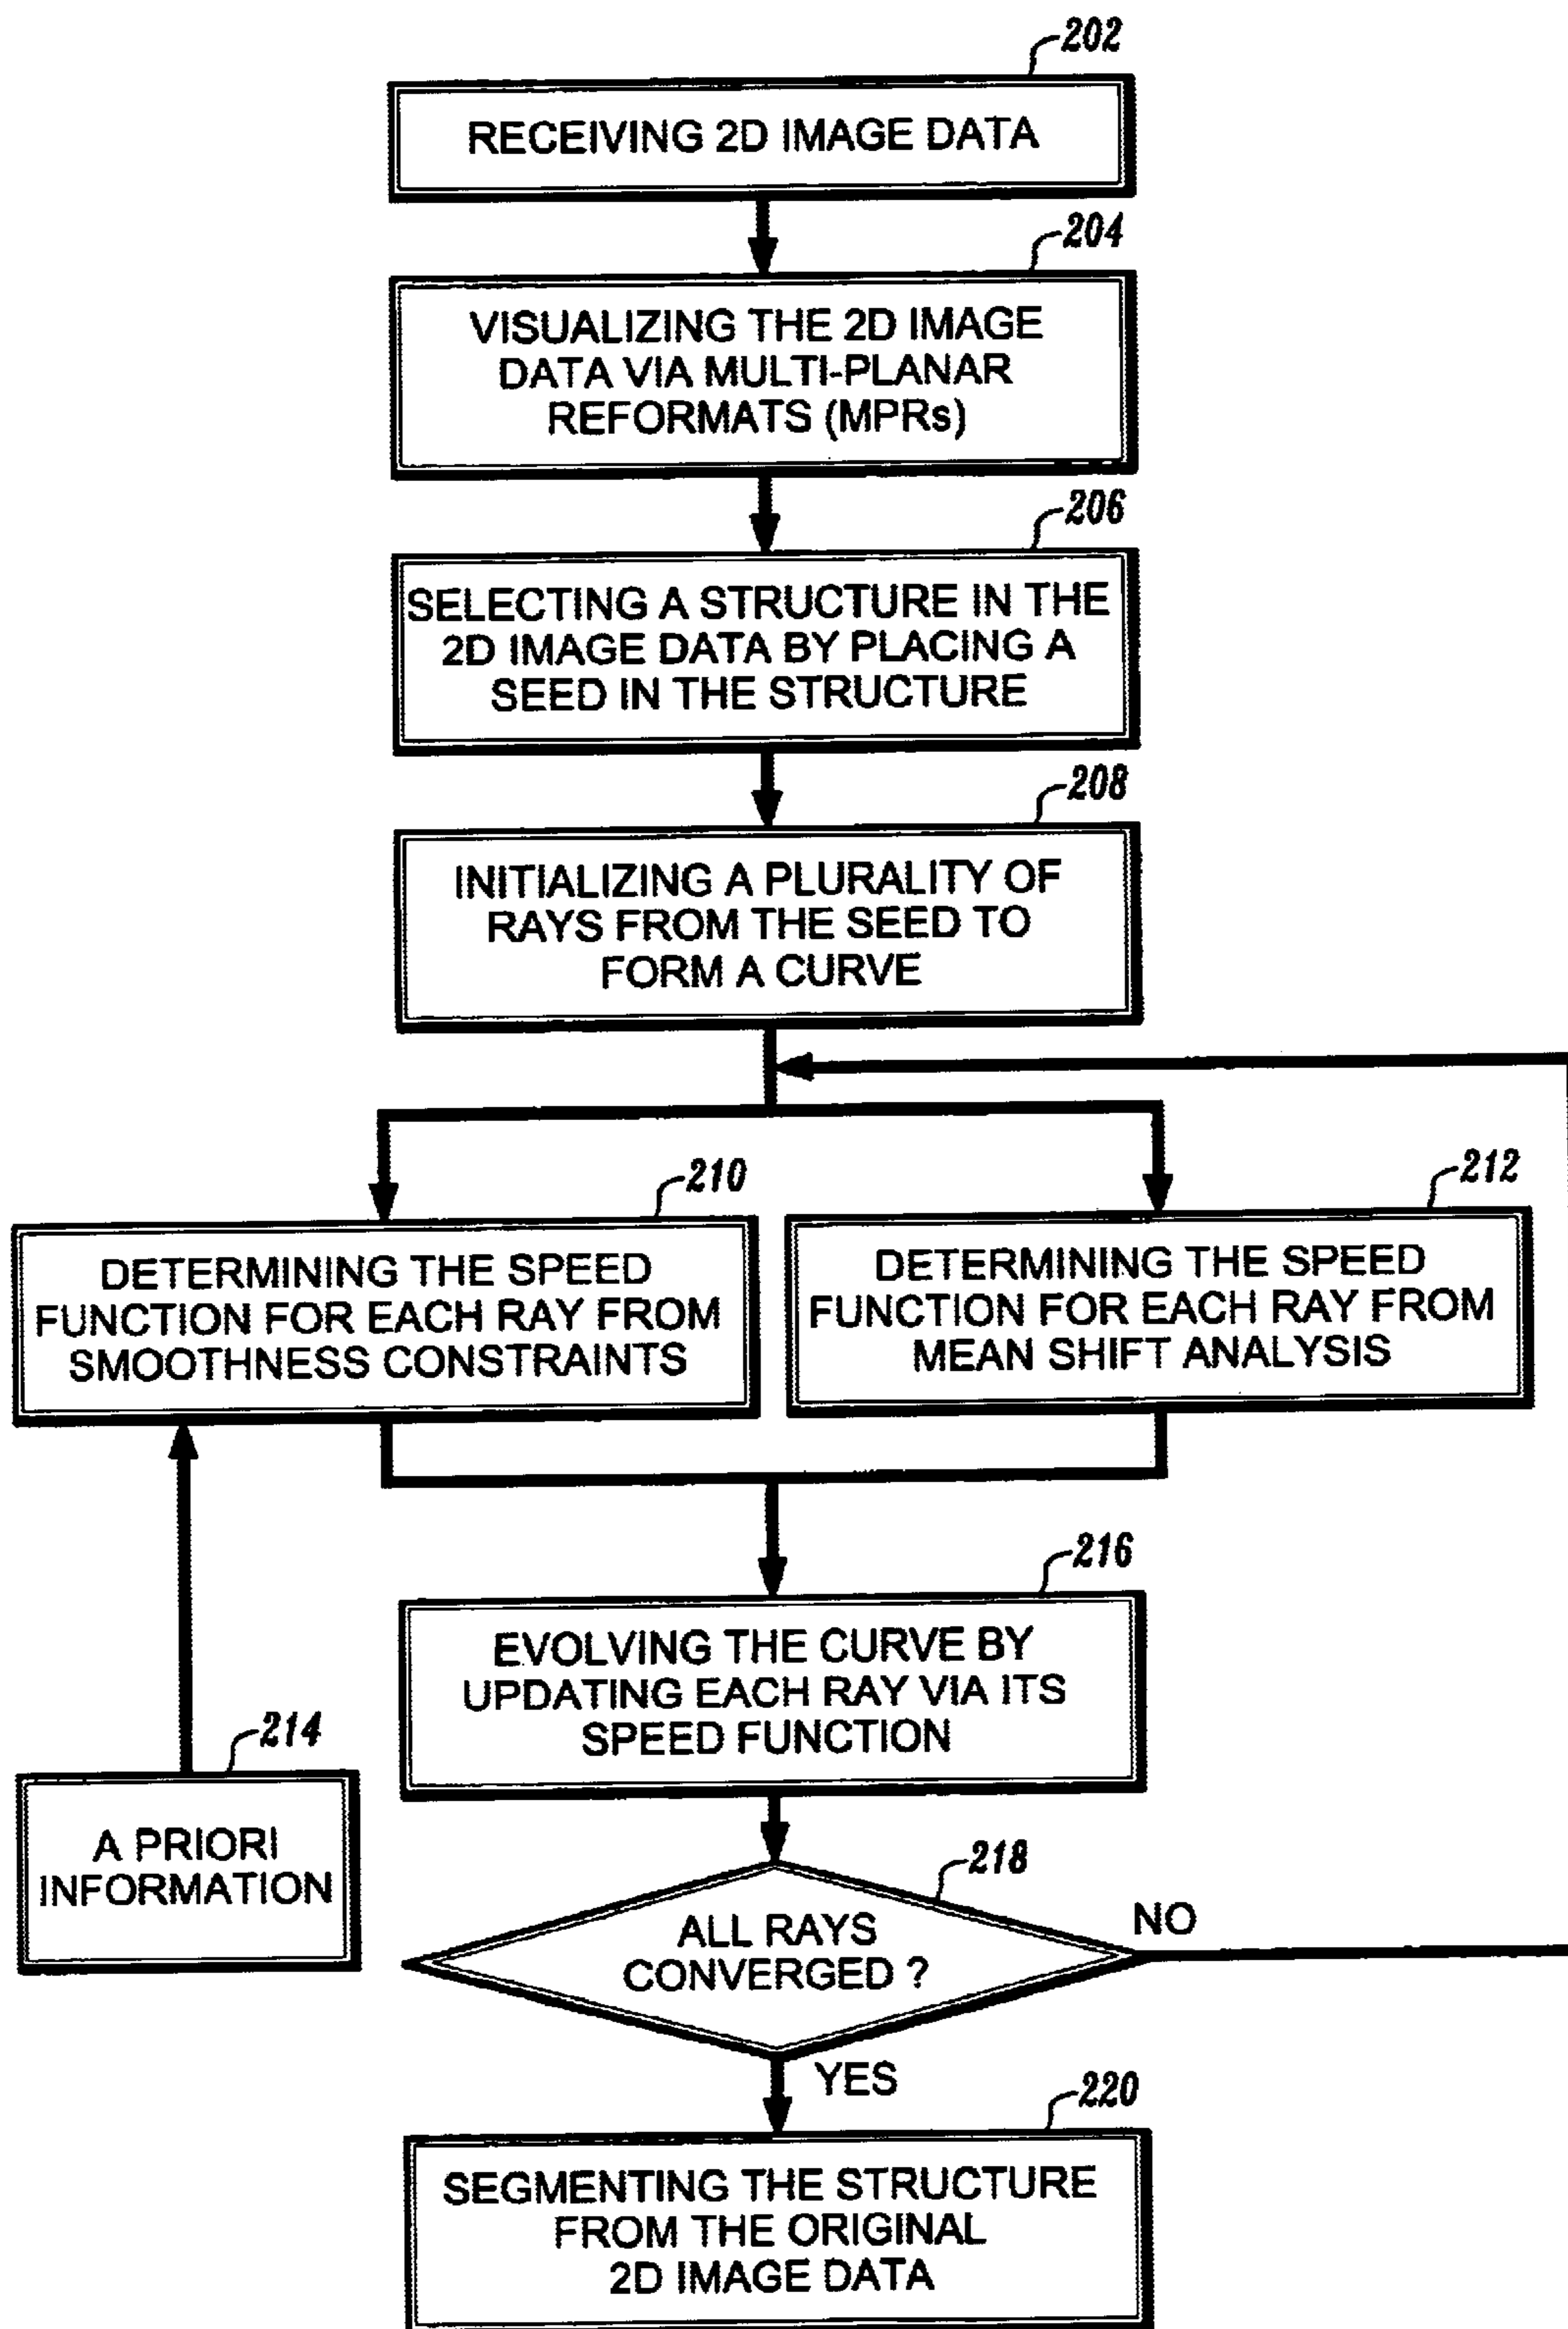 202
RECEIVING 2D IMAGE DATA
204
VISUALIZING THE 2D IMAGE
DATA VIA MULTI-PLANAR
REFORMATS (MPRs)
206
SELECTING A STRUCTURE IN THE
2D IMAGE DATA BY PLACING A
SEED IN THE STRUCTURE
208
INITIALIZING A PLURALITY OF
RAYS FROM THE SEED TO
FORM A CURVE
210
DETERMINING THE SPEED
FUNCTION FOR EACH RAY FROM
SMOOTHNESS CONSTRAINTS
212
DETERMINING THE SPEED
FUNCTION FOR EACH RAY FROM
MEAN SHIFT ANALYSIS
216
EVOLVING THE CURVE BY
UPDATING EACH RAY VIA ITS
SPEED FUNCTION
214
A PRIORI
INFORMATION
218
ALL RAYS
CONVERGED ?
NO
YES
220
SEGMENTING THE STRUCTURE
FROM THE ORIGINAL
2D IMAGE DATA